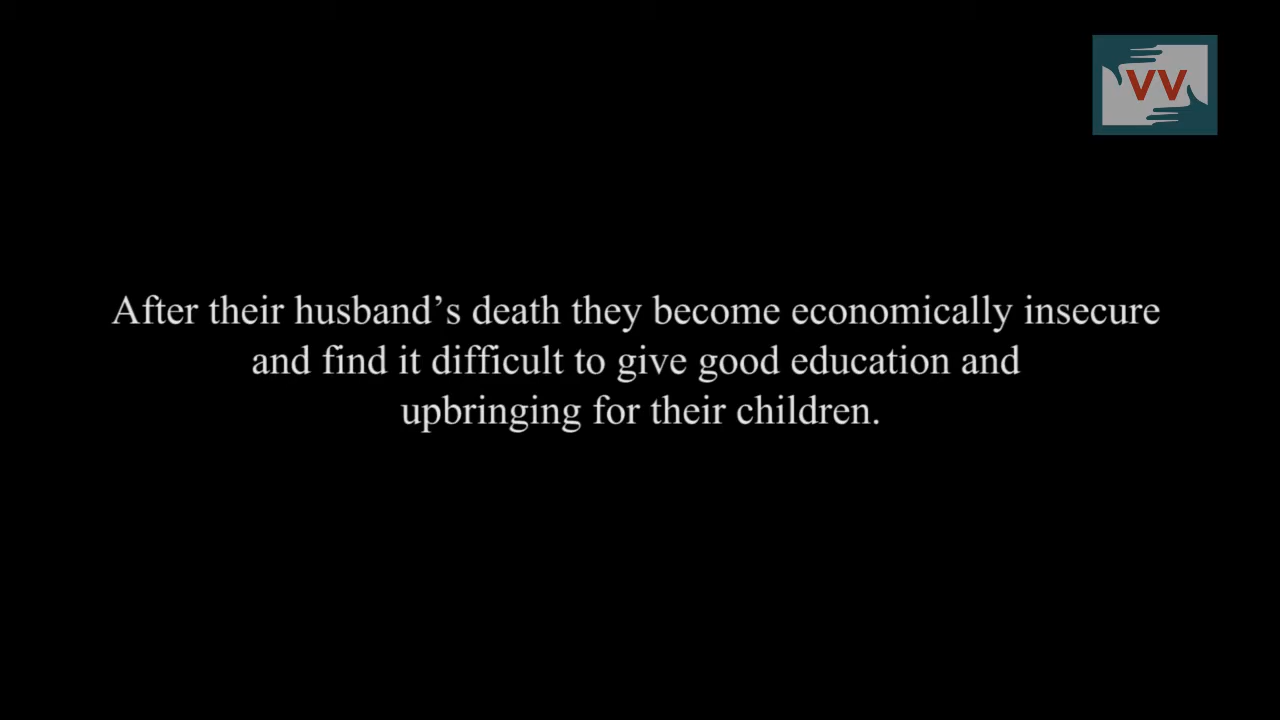 VV
After their husband’s death they become economically insecure
and find it difficult to give good education and
upbringing for their children.